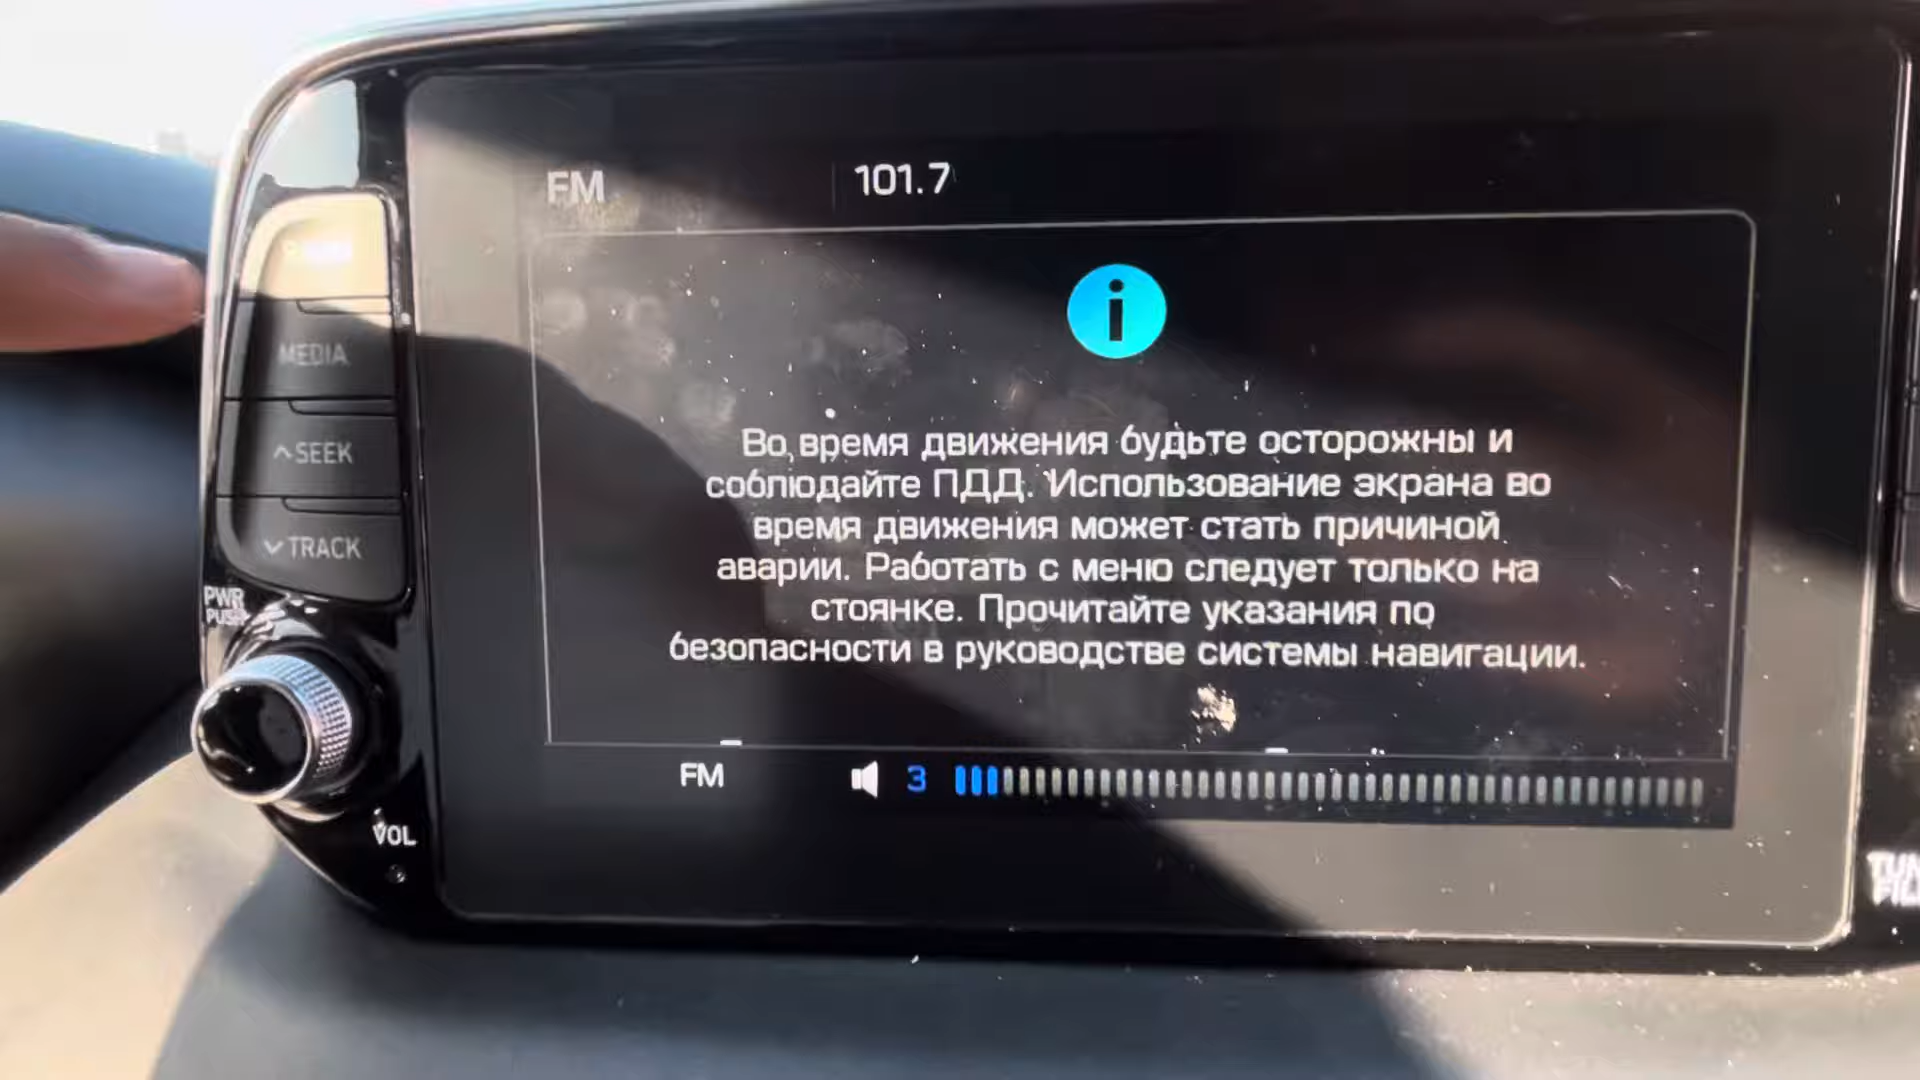 FM
101.7
MEDIA
SEEK
TRACK
PWR
PUSH
VOL
Во время движения будьте осторожны и
соблюдайте ПДД. Использование экрана во
время движения может стать причиной
аварии. Работать с меню следует только на
стоянке. Прочитайте указания по
безопасности в руководстве системы навигации.
FM
3